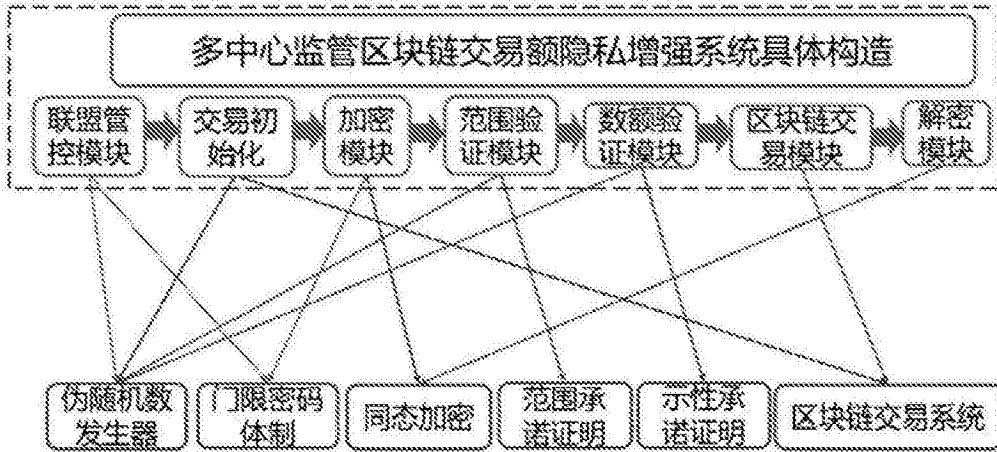 多中心监管区块链交易额隐私增强系统具体构造
联盟管
控模块
交易初
始化
加密
模块
范围验
证模块
数额验
证模块
区块链交
易模块
解密
模块
伪随机数
发生器
门限密码
体制
同态加密
范围承
诺证明
示性承
诺证明
区块链交易系统